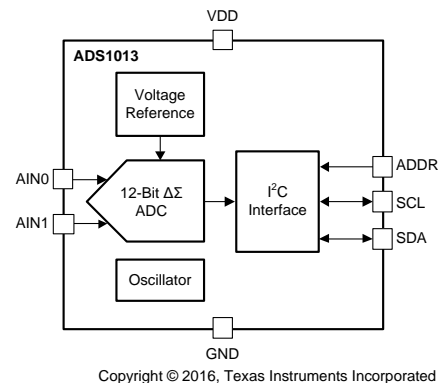 VDD
ADS1013
Voltage
Reference
AIN0
AIN1
12-Bit ΔΣ
ADC
I²C
Interface
ADDR
SCL
SDA
Oscillator
GND
Copyright © 2016, Texas Instruments Incorporated